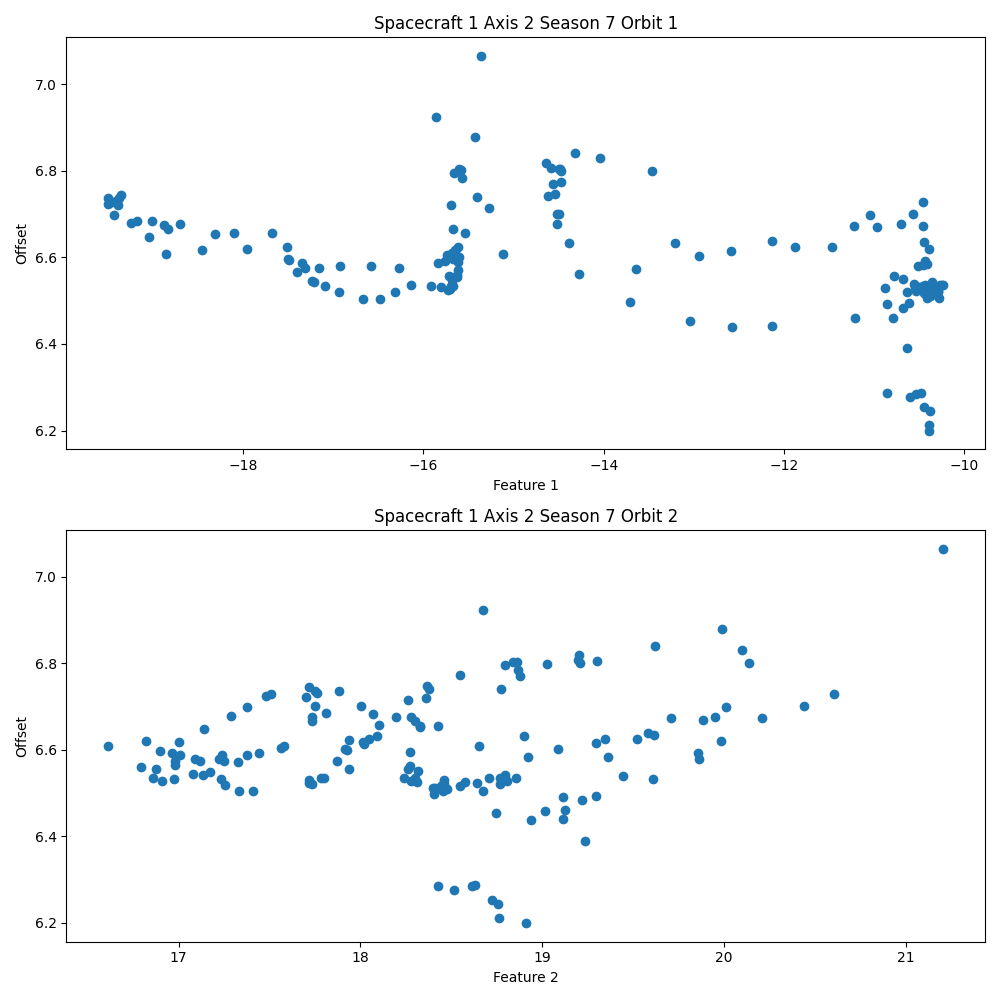 Spacecraft 1 Axis 2 Season 7 Orbit 1
7.0
6.8
6.6
6.4
6.2
Offset
−18 −16 −14 −12 −10
Feature 1
Spacecraft 1 Axis 2 Season 7 Orbit 2
7.0
6.8
6.6
6.4
6.2
Offset
17 18 19 20 21
Feature 2